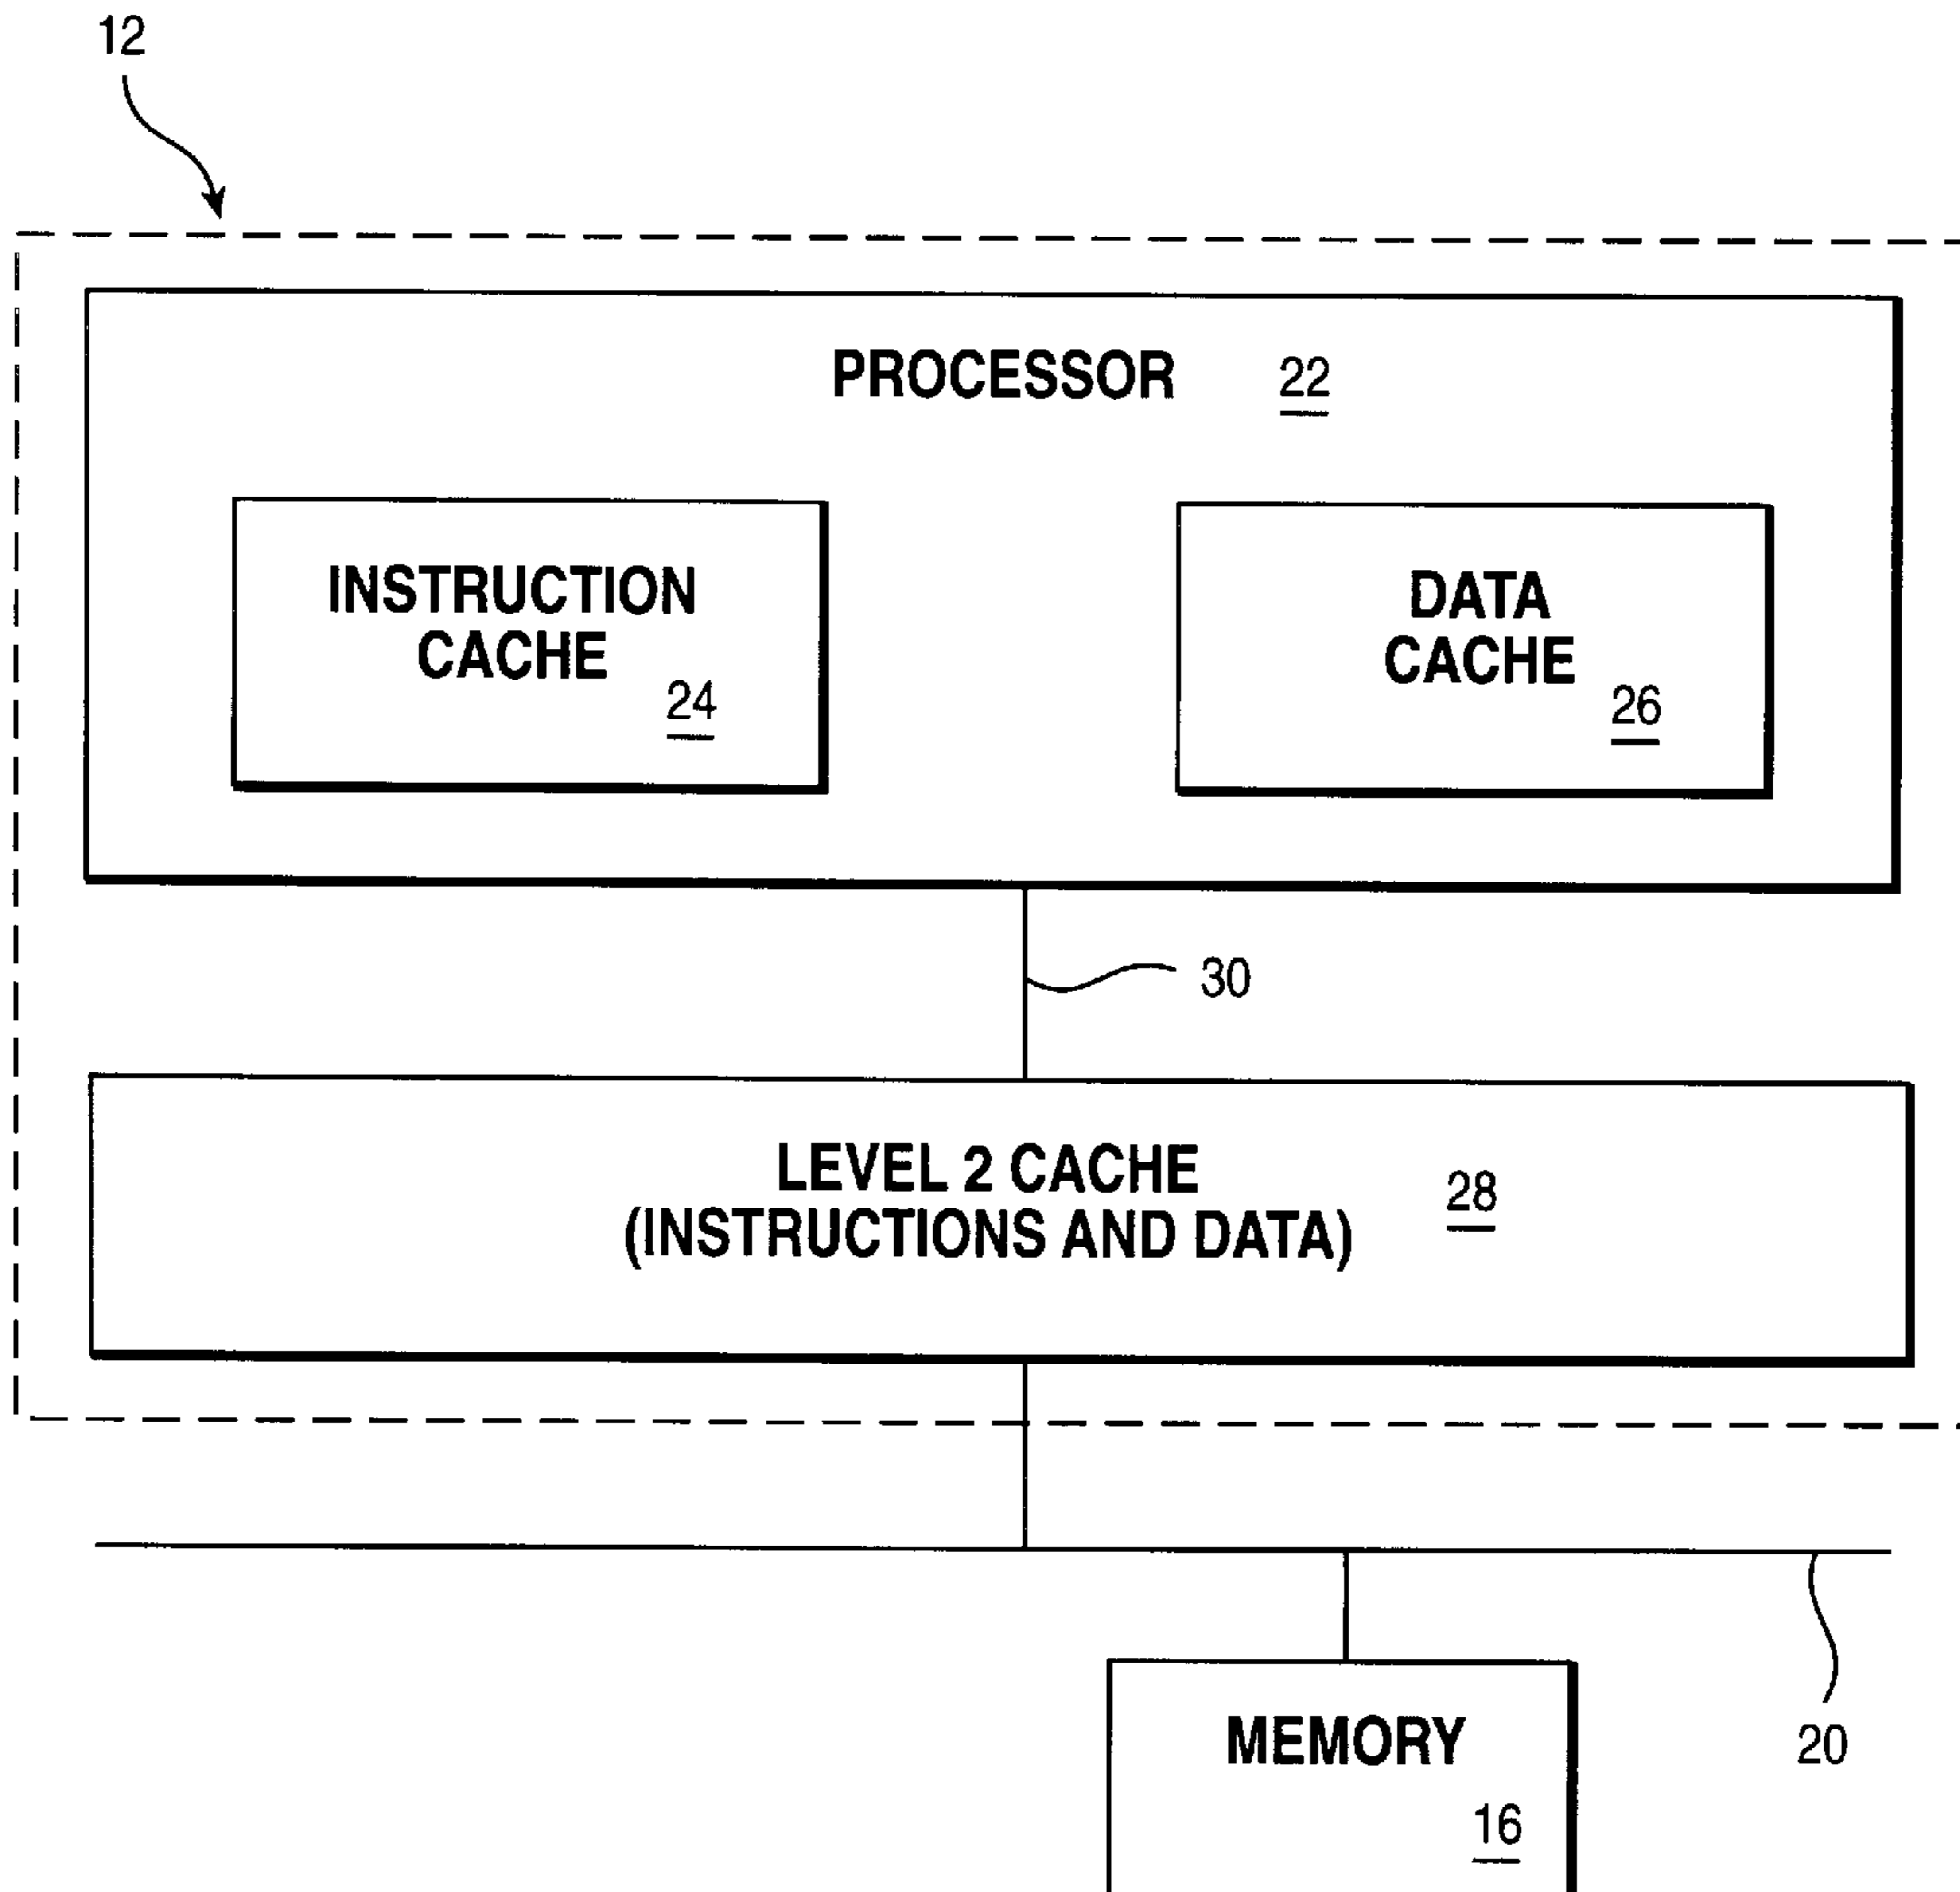 12
PROCESSOR 22
INSTRUCTION
CACHE
24
DATA
CACHE
26
30
LEVEL 2 CACHE
(INSTRUCTIONS AND DATA)
28
MEMORY
16
20